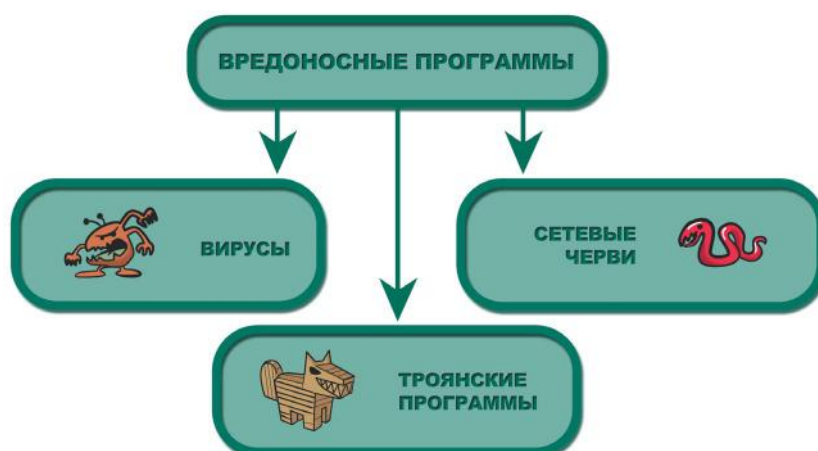 ВРЕДОНОСНЫЕ ПРОГРАММЫ
ВИРУСЫ
СЕТЕВЫЕ
ЧЕРВИ
ТРОЯНСКИЕ
ПРОГРАММЫ